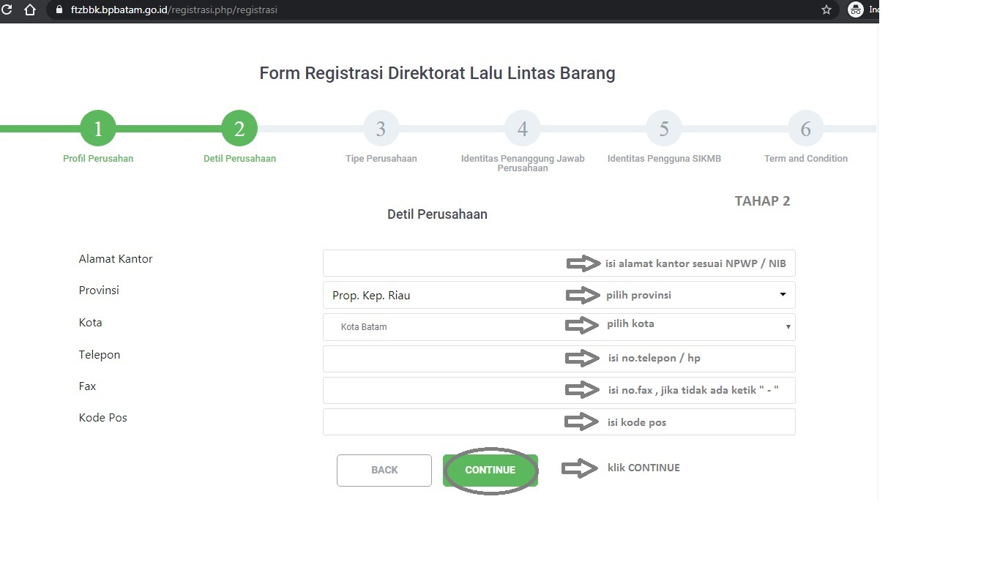 ftzbbk.bpbatam.go.id/registrasi.php/registrasi
Form Registrasi Direktorat Lalu Lintas Barang
1 2 3 4 5 6
Profil Perusahan Detil Perusahaan Tipe Perusahaan Identitas Penanggung Jawab Identitas Pengguna SIKMB Term and Condition
Perusahaan
TAHAP 2
Detil Perusahaan
Alamat Kantor isi alamat kantor sesuai NPWP / NIB
Provinsi Prop. Kep. Riau pilih provinsi
Kota Kota Batam pilih kota
Telepon isi no.telepon / hp
Fax isi no.fax , jika tidak ada ketik " - "
Kode Pos isi kode pos
BACK CONTINUE klik CONTINUE